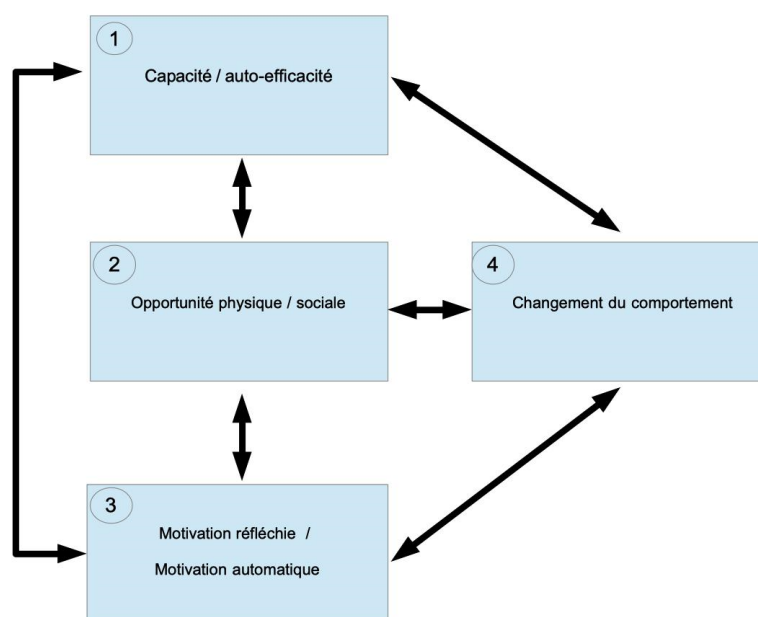 1
Capacité / auto-efficacité
2
Opportunité physique / sociale
4
Changement du comportement
3
Motivation réfléchie /
Motivation automatique